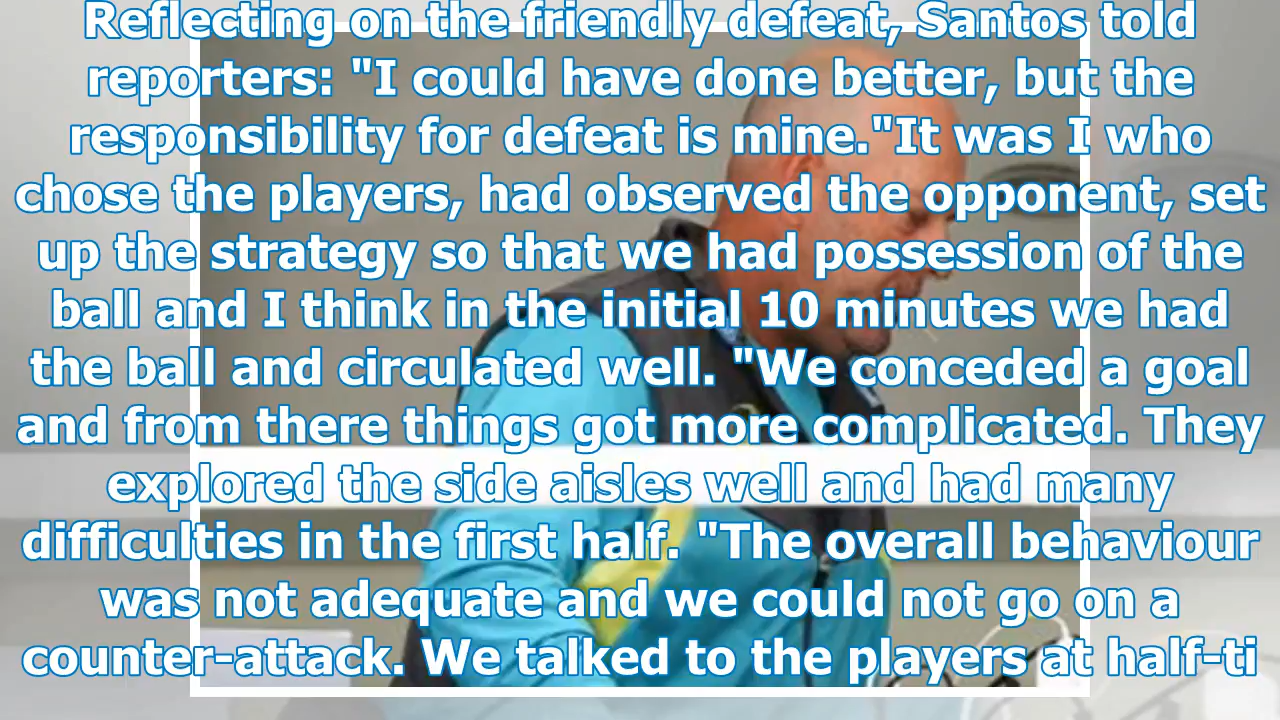 Reflecting on the friendly defeat, Santos told
reporters: "I could have done better, but the
responsibility for defeat is mine."It was I who
chose the players, had observed the opponent, set
up the strategy so that we had possession of the
ball and I think in the initial 10 minutes we had
the ball and circulated well. "We conceded a goal
and from there things got more complicated. They
explored the side aisles well and had many
difficulties in the first half. "The overall behaviour
was not adequate and we could not go on a
counter-attack. We talked to the players at half-ti